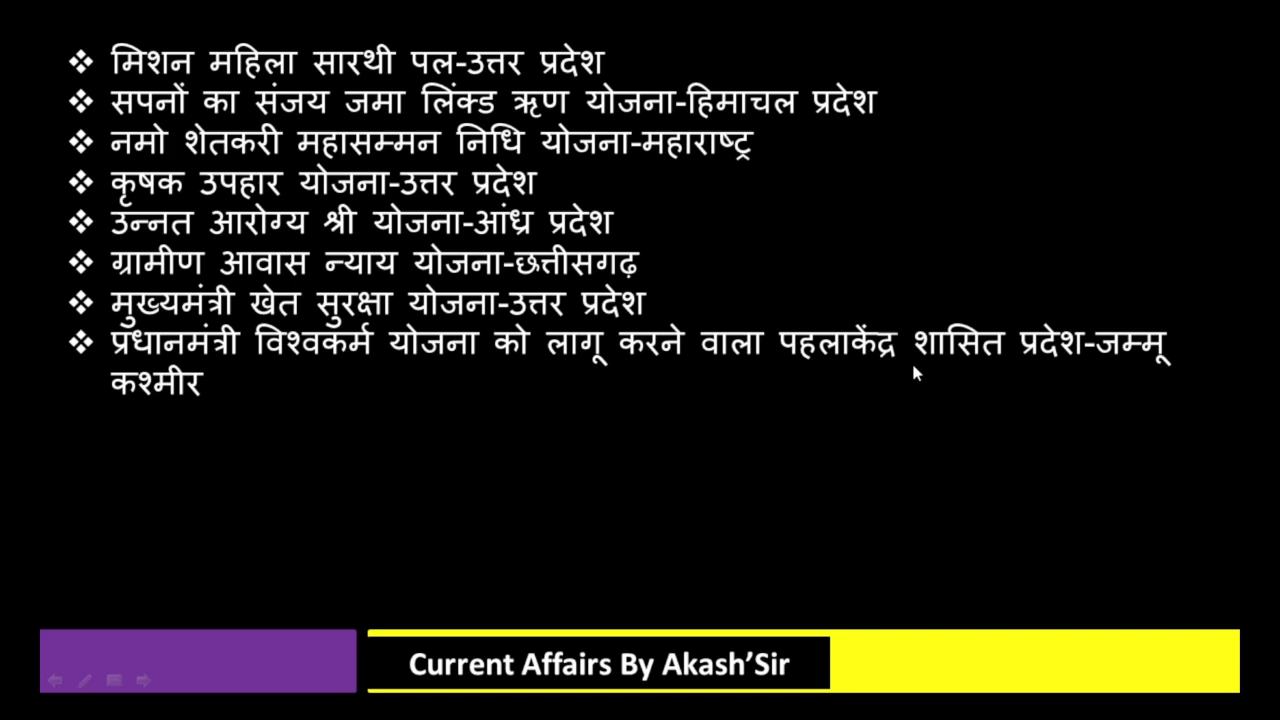 ❖ मिशन महिला सारथी पल-उत्तर प्रदेश
❖ सपनों का संजय जमा लिंक्ड ऋण योजना-हिमाचल प्रदेश
❖ नमो शेतकरी महासम्मन निधि योजना-महाराष्ट्र
❖ कृषक उपहार योजना-उत्तर प्रदेश
❖ उन्नत आरोग्य श्री योजना-आंध्र प्रदेश
❖ ग्रामीण आवास न्याय योजना-छत्तीसगढ़
❖ मुख्यमंत्री खेत सुरक्षा योजना-उत्तर प्रदेश
❖ प्रधानमंत्री विश्वकर्म योजना को लागू करने वाला पहलाकेंद्र शासित प्रदेश-जम्मू
कश्मीर
Current Affairs By Akash’Sir